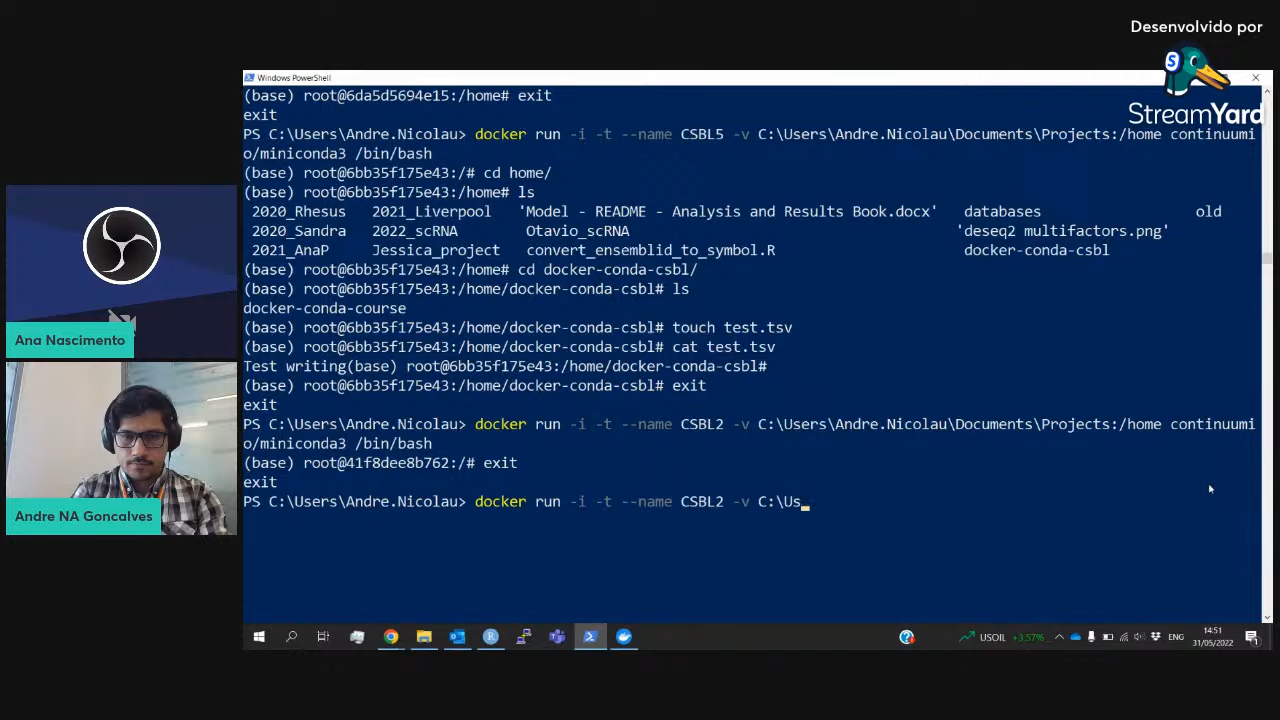 Desenvolvido por
StreamYard
Windows PowerShell
(base) root@6da5d5694e15:/home# exit
exit
PS C:\Users\Andre.Nicolau> docker run -i -t --name CSBL5 -v C:\Users\Andre.Nicolau\Documents\Projects:/home continuumi
o/miniconda3 /bin/bash
(base) root@6bb35f175e43:/# cd home/
(base) root@6bb35f175e43:/home# ls
2020_Rhesus 2021_Liverpool 'Model - README - Analysis and Results Book.docx' databases old
2020_Sandra 2022_scRNA Otavio_scRNA 'deseq2 multifactors.png'
2021_AnaP Jessica_project convert_ensemblid_to_symbol.R docker-conda-csbl
(base) root@6bb35f175e43:/home# cd docker-conda-csbl/
(base) root@6bb35f175e43:/home/docker-conda-csbl# ls
docker-conda-course
(base) root@6bb35f175e43:/home/docker-conda-csbl# touch test.tsv
(base) root@6bb35f175e43:/home/docker-conda-csbl# cat test.tsv
Test writing(base) root@6bb35f175e43:/home/docker-conda-csbl#
(base) root@6bb35f175e43:/home/docker-conda-csbl# exit
exit
PS C:\Users\Andre.Nicolau> docker run -i -t --name CSBL2 -v C:\Users\Andre.Nicolau\Documents\Projects:/home continuumi
o/miniconda3 /bin/bash
(base) root@41f8dee8b762:/# exit
exit
PS C:\Users\Andre.Nicolau> docker run -i -t --name CSBL2 -v C:\Us_
Ana Nascimento
Andre NA Goncalves
USOIL +3.57%
ENG
14:51
31/05/2022